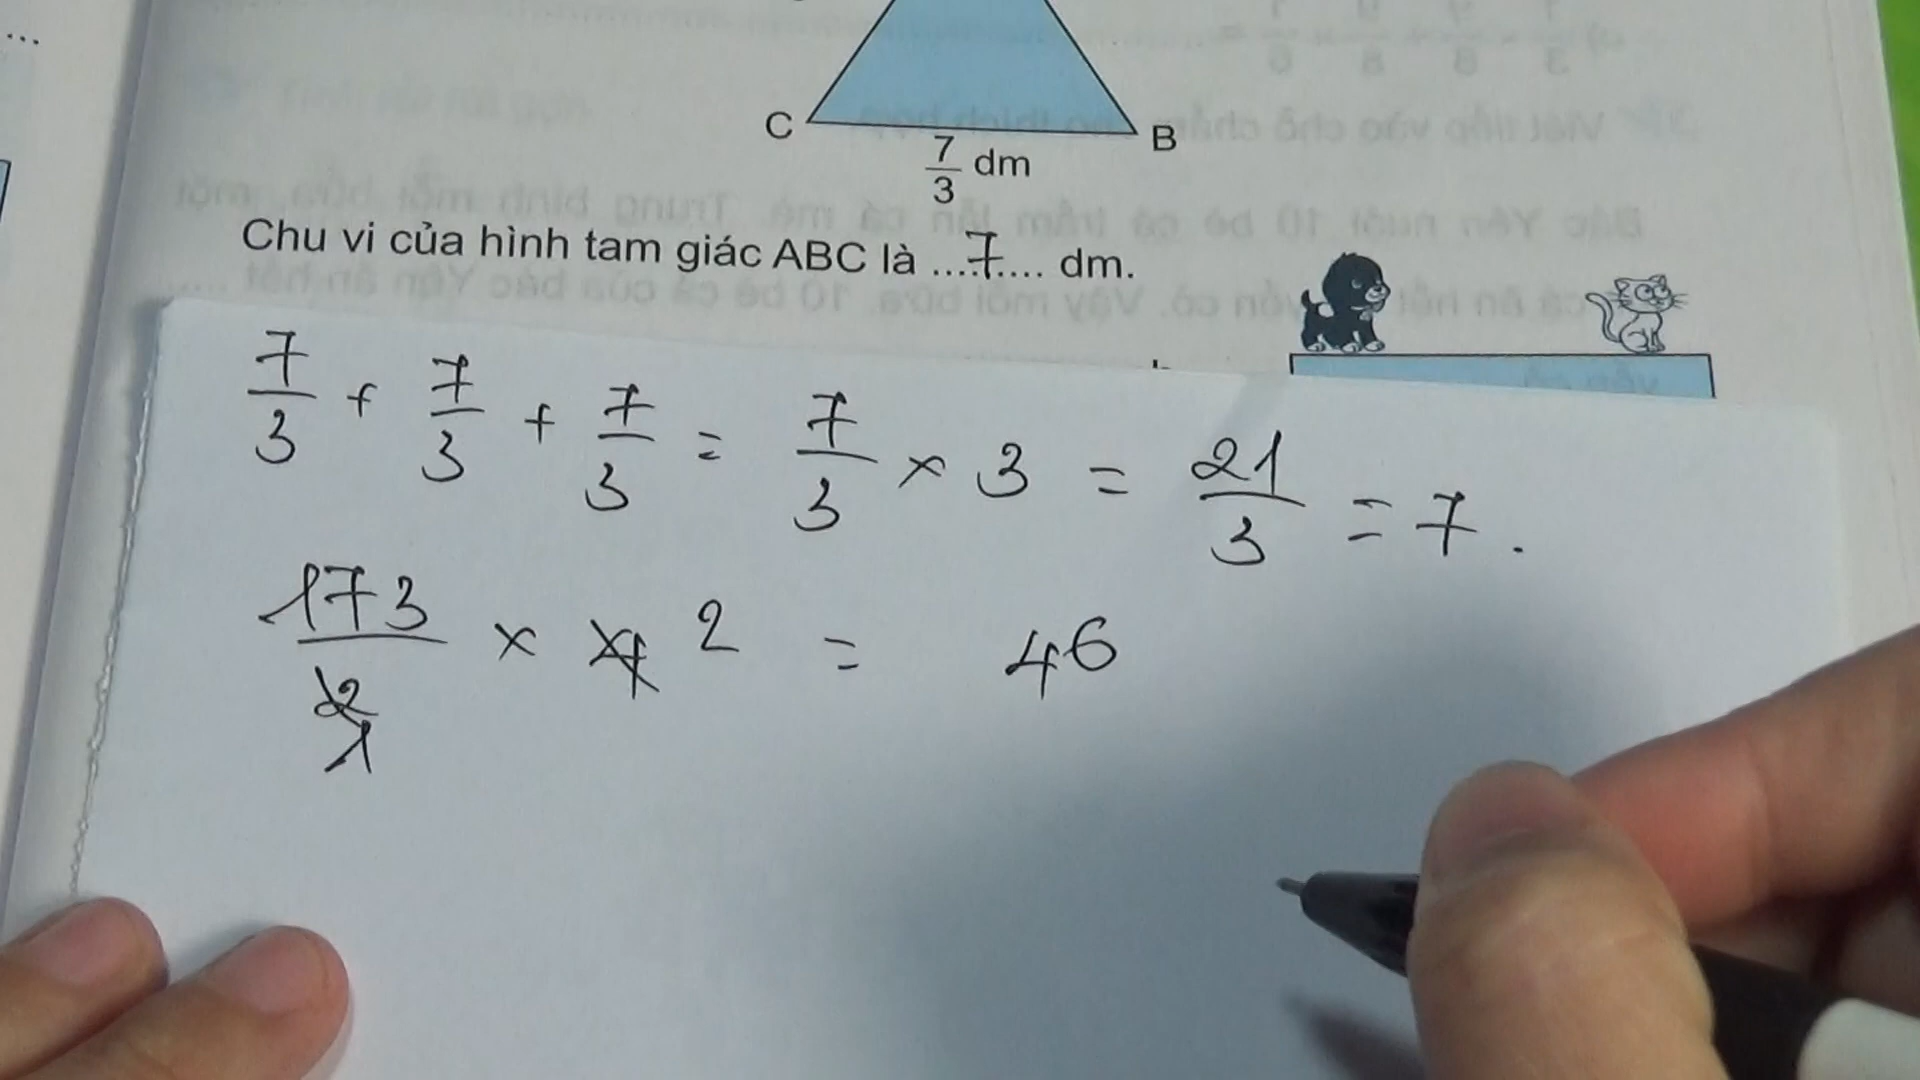 ...
C
B
7/3 dm
Chu vi của hình tam giác ABC là ....7.... dm.
7/3 + 7/3 + 7/3 = 7/3 × 3 = 21/3 = 7.
173/2 × 4 2 = 46
1